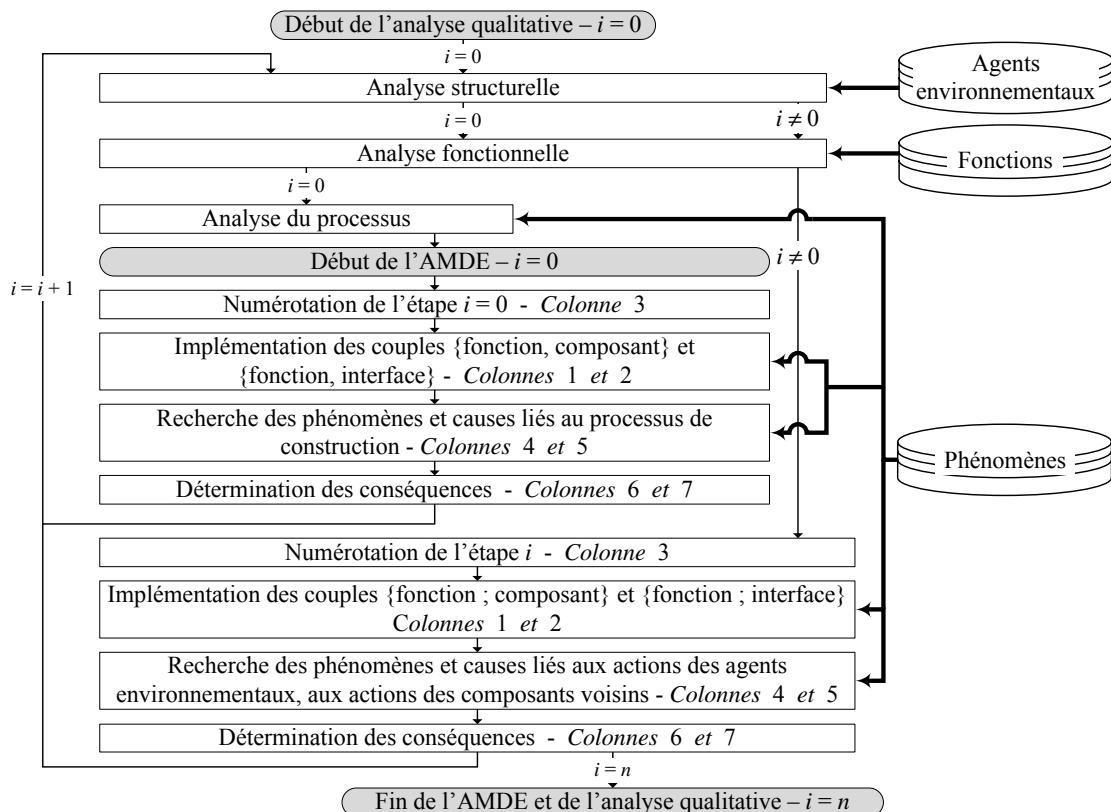 Début de l’analyse qualitative – i = 0
i = 0
Agents
environnementaux
Analyse structurelle
i = 0
i ≠ 0
Analyse fonctionnelle
Fonctions
i = 0
Analyse du processus
Début de l’AMDE – i = 0
i ≠ 0
i = i + 1
Numérotation de l’étape i = 0 - Colonne 3
Implémentation des couples {fonction, composant} et
{fonction, interface} - Colonnes 1 et 2
Recherche des phénomènes et causes liés au processus de
construction - Colonnes 4 et 5
Phénomènes
Détermination des conséquences - Colonnes 6 et 7
Numérotation de l’étape i - Colonne 3
Implémentation des couples {fonction ; composant} et {fonction ; interface}
Colonnes 1 et 2
Recherche des phénomènes et causes liés aux actions des agents
environnementaux, aux actions des composants voisins - Colonnes 4 et 5
Détermination des conséquences - Colonnes 6 et 7
i = n
Fin de l’AMDE et de l’analyse qualitative – i = n